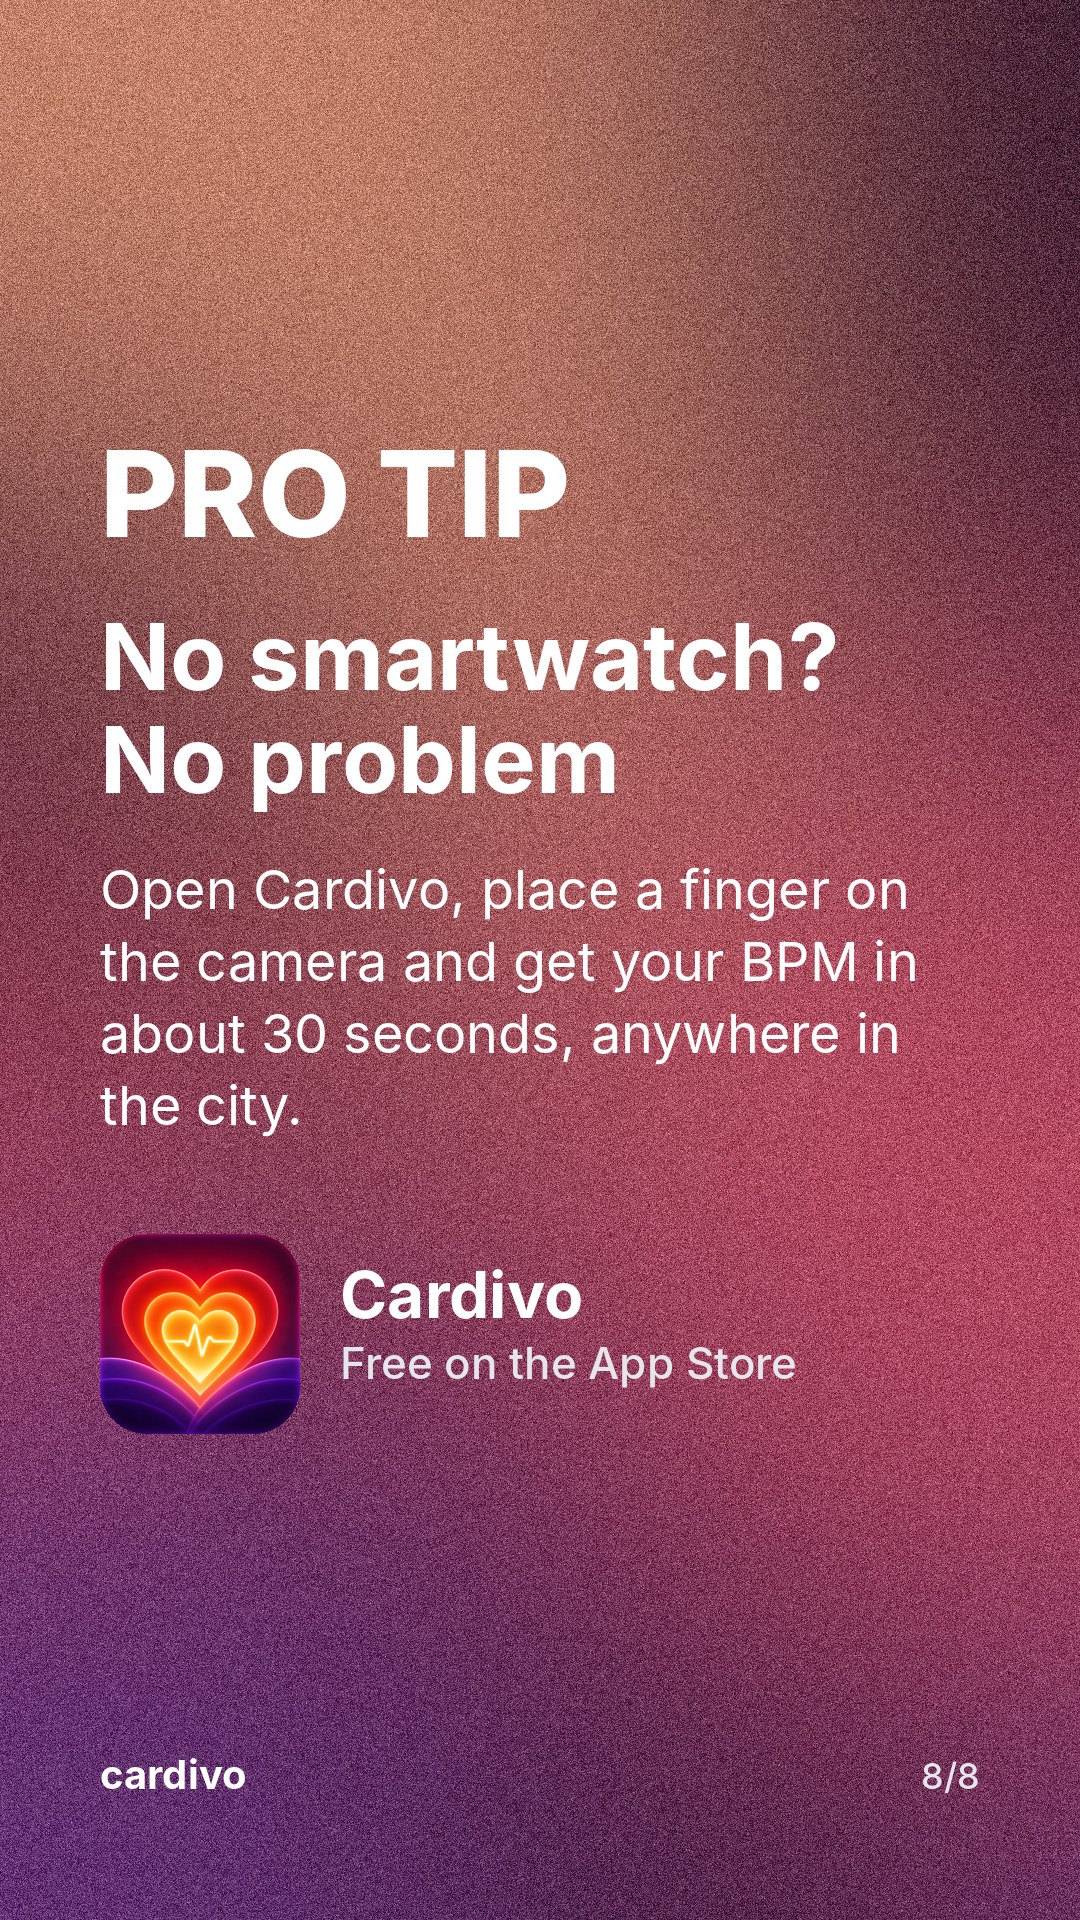 PRO TIP
No smartwatch?
No problem
Open Cardivo, place a finger on
the camera and get your BPM in
about 30 seconds, anywhere in
the city.
Cardivo
Free on the App Store
cardivo
8/8